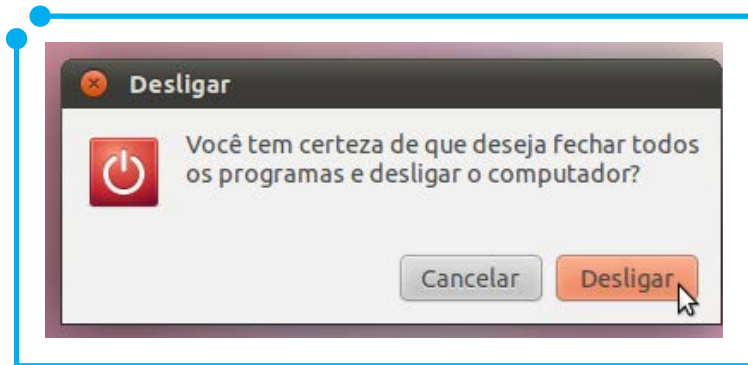 Desligar
Você tem certeza de que deseja fechar todos
os programas e desligar o computador?
Cancelar
Desligar